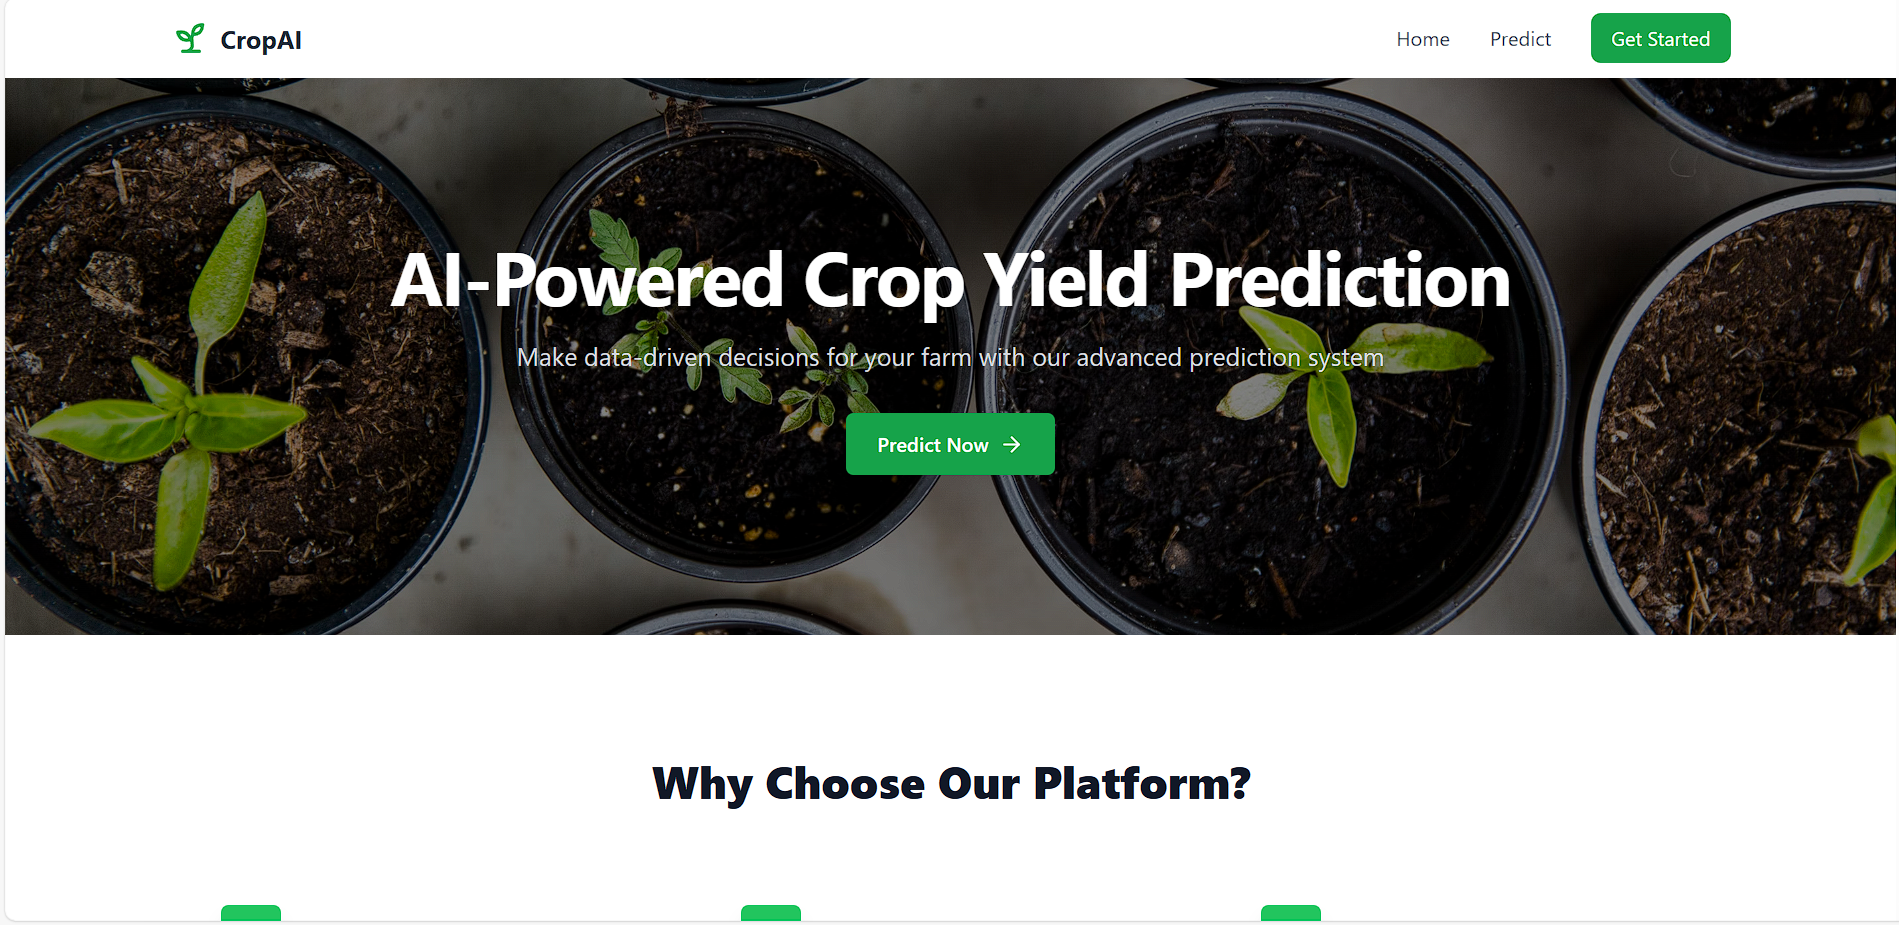 CropAI
Home
Predict
Get Started
AI-Powered Crop Yield Prediction
Make data-driven decisions for your farm with our advanced prediction system
Predict Now
Why Choose Our Platform?